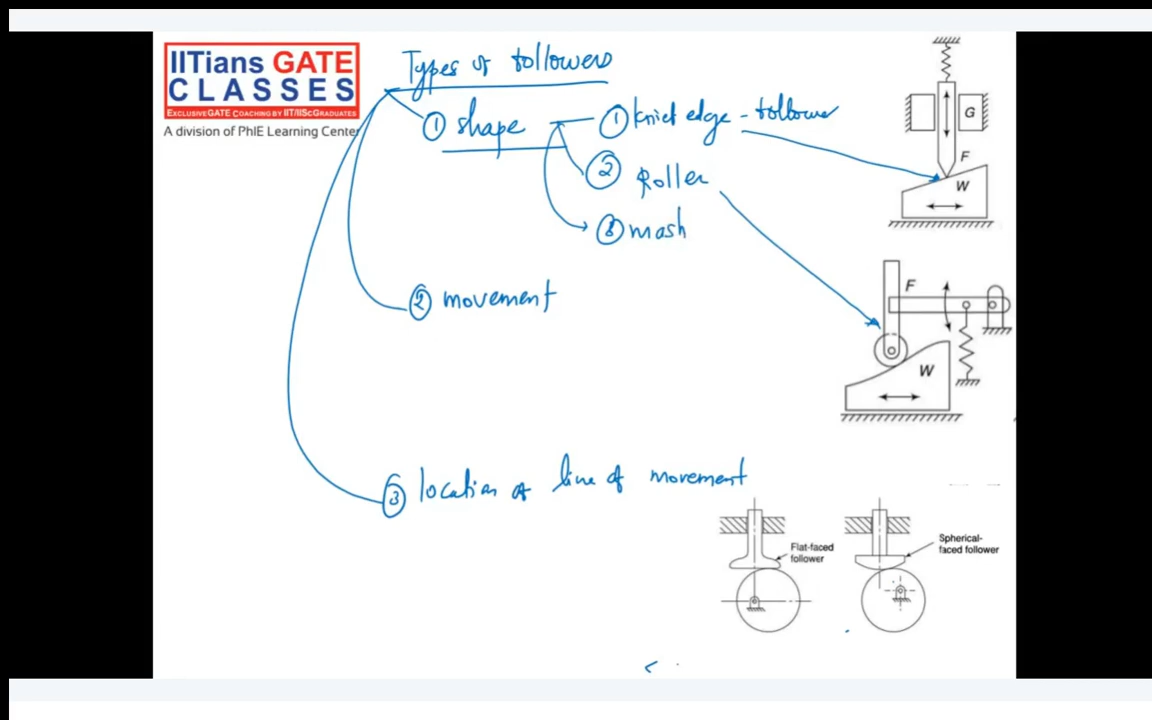 IITians GATE
CLASSES
EXCLUSIVE GATE COACHING BY IIT/IISc GRADUATES
A division of PhIE Learning Center
Types of followers
① shape
① knief edge - follower
② Roller
③ mash
② movement
③ location of line of movement
G
F
W
F
W
Flat-faced
follower
Spherical-
faced follower